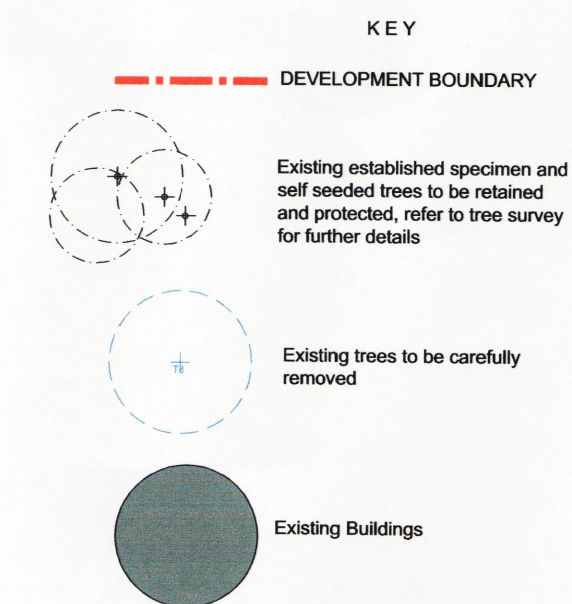 KEY
DEVELOPMENT BOUNDARY
Existing established specimen and
self seeded trees to be retained
and protected, refer to tree survey
for further details
Existing trees to be carefully
removed
T8
Existing Buildings